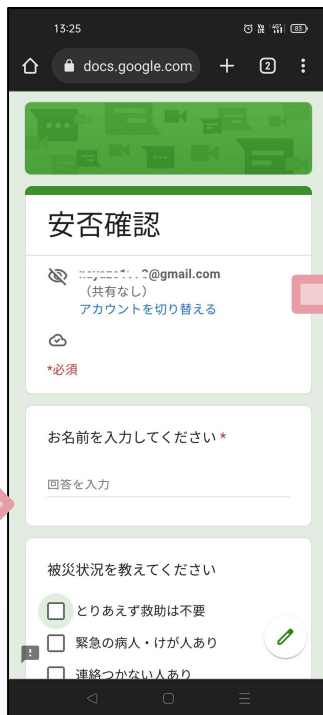 13:25
4G
83
docs.google.com
2
安否確認
@gmail.com
（共有なし）
アカウントを切り替える
*必須
お名前を入力してください *
回答を入力
被災状況を教えてください
とりあえず救助は不要
緊急の病人・けが人あり
連絡つかない人あり